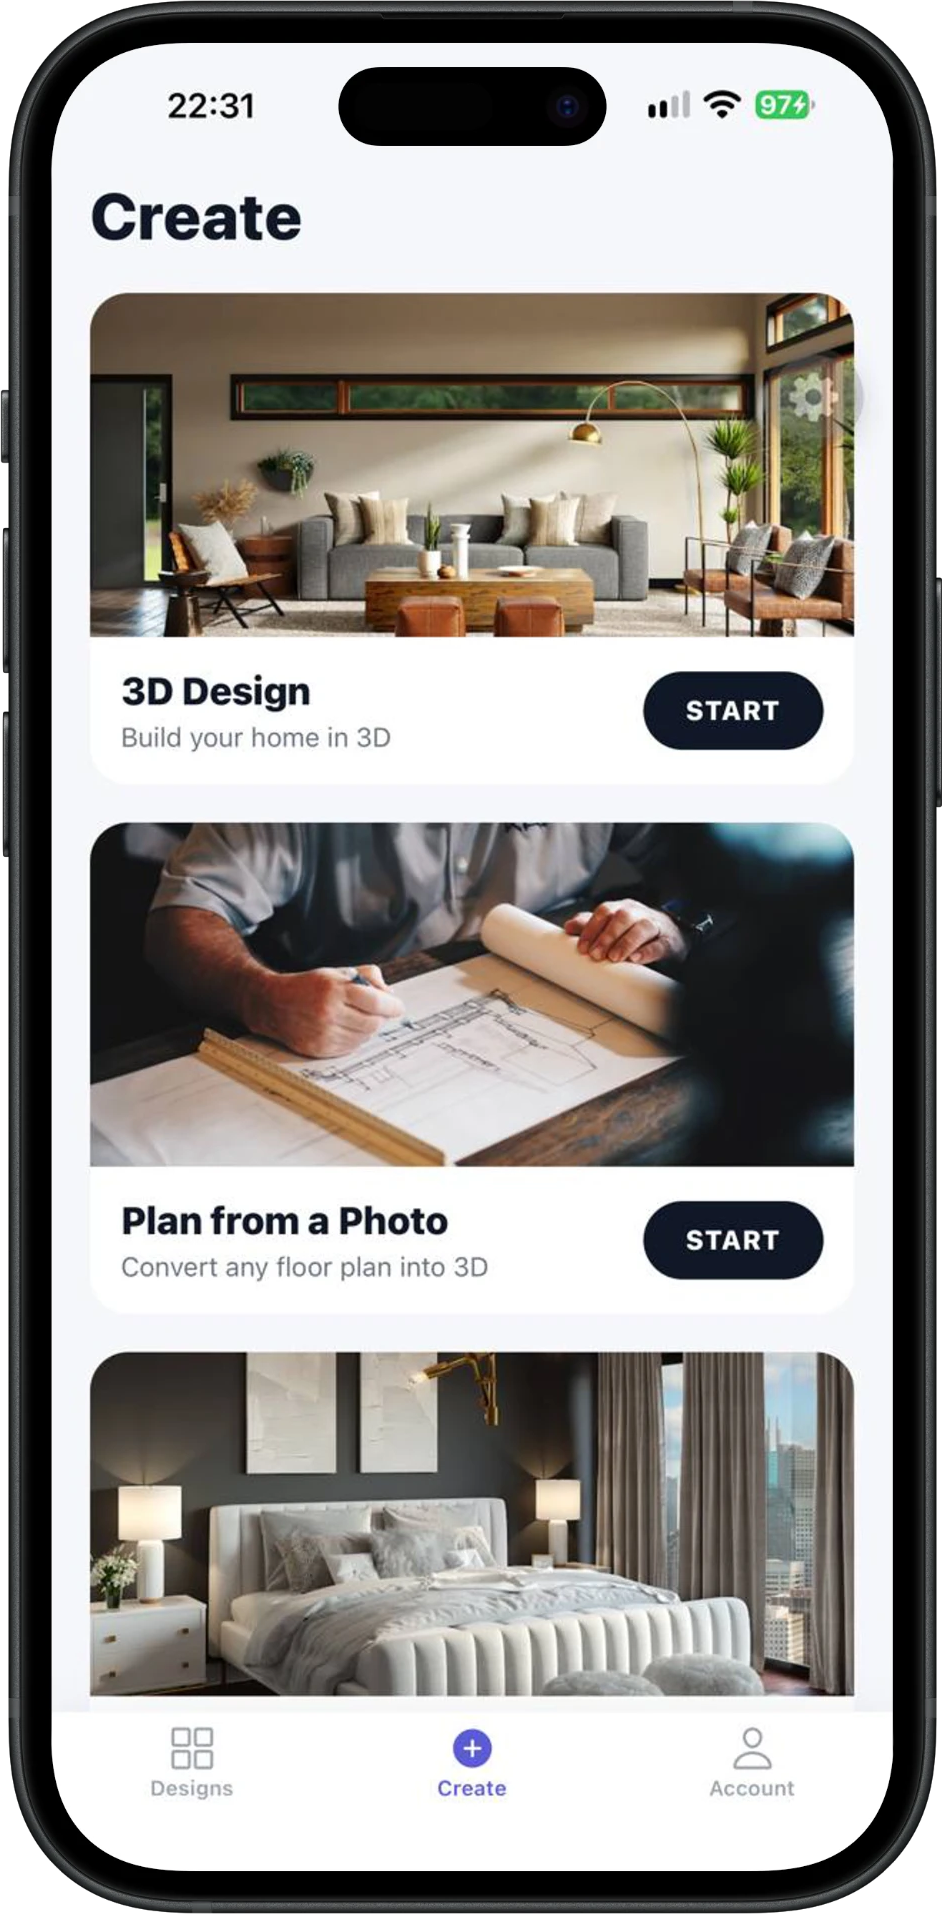 22:31
97
Create
3D Design
Build your home in 3D
START
Plan from a Photo
Convert any floor plan into 3D
START
Designs
Create
Account